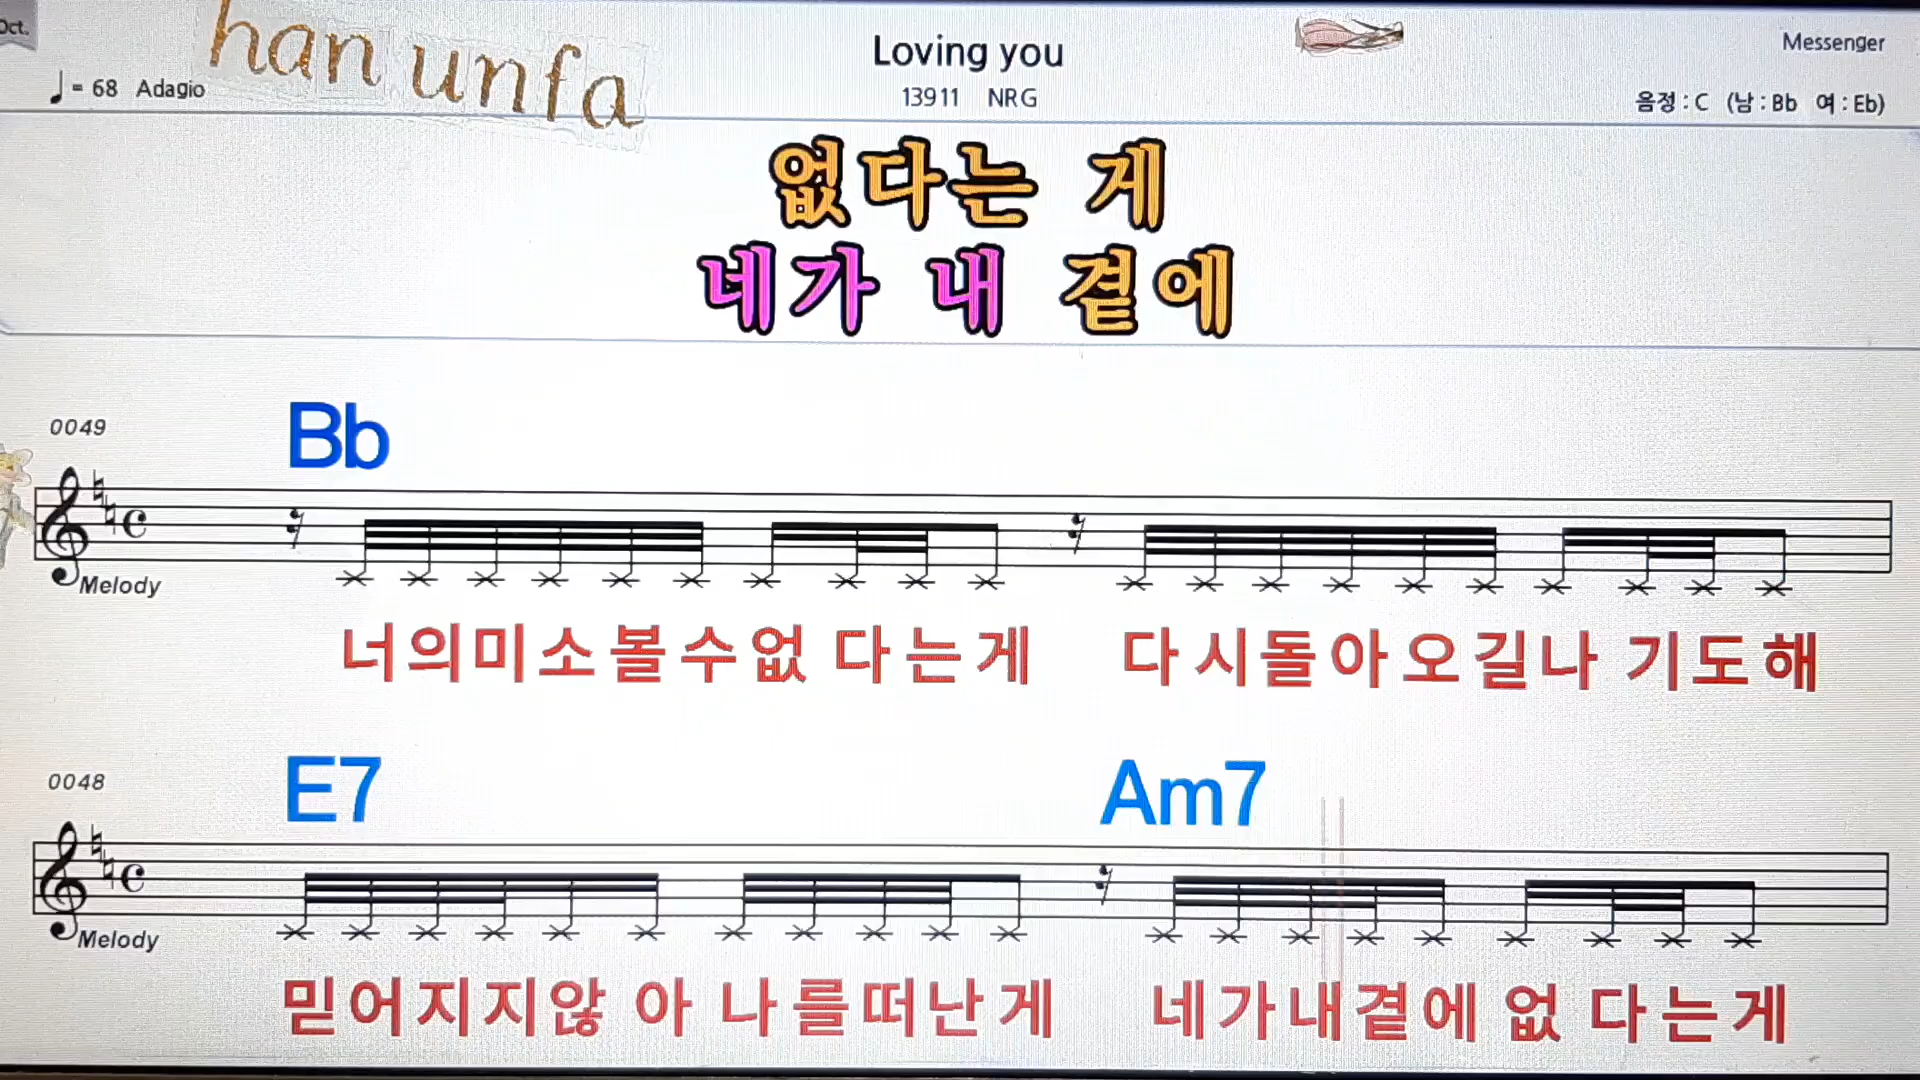 Oct.
han unfa
Loving you
Messenger
♩= 68 Adagio
13911 NRG
음정 : C (남 : Bb 여 : Eb)
없다는 게
네가 내 곁에
0049
Bb
Melody
너의미소볼수없 다는게 다시돌아오길나 기도해
0048
E7 Am7
Melody
믿어지지않 아 나를떠난게 네가내곁에 없 다는게